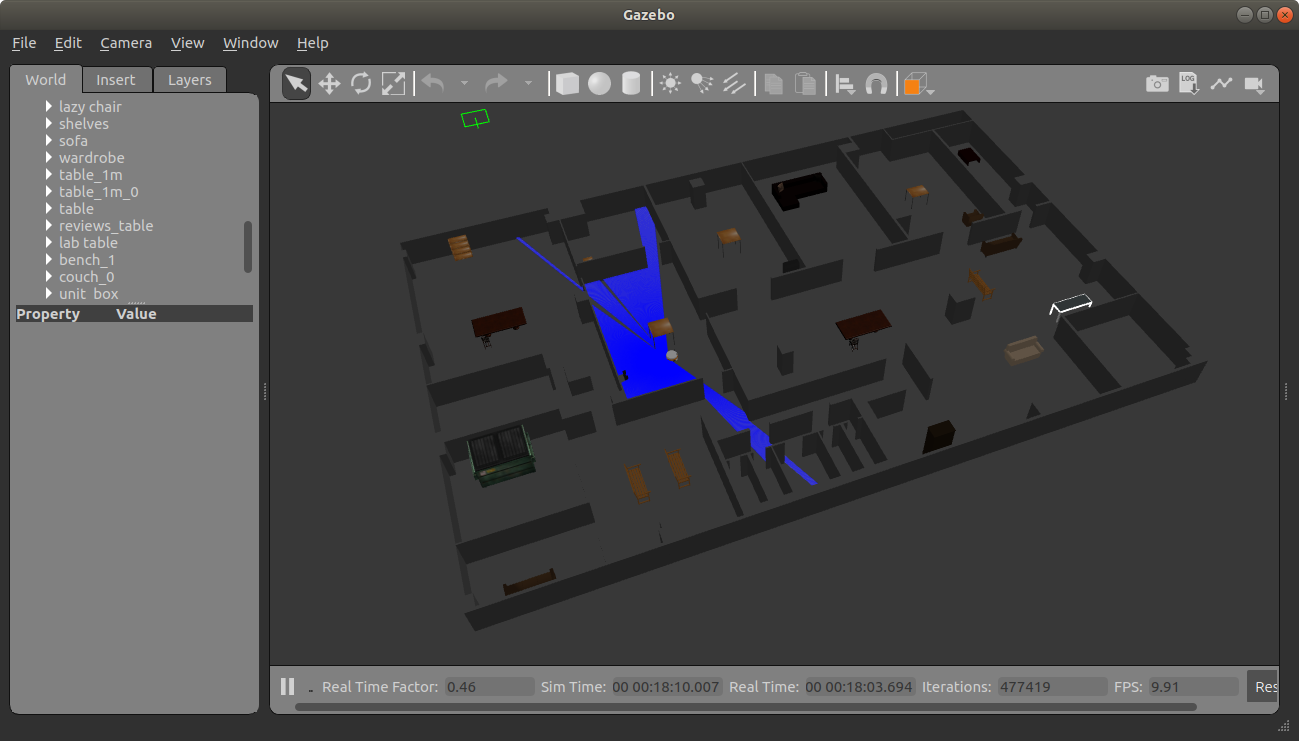 Gazebo
File Edit Camera View Window Help
World Insert Layers
lazy chair
shelves
sofa
wardrobe
table_1m
table_1m_0
table
reviews_table
lab table
bench_1
couch_0
unit box
Property Value
LOG
Real Time Factor: 0.46 Sim Time: 00 00:18:10.007 Real Time: 00 00:18:03.694 Iterations: 477419 FPS: 9.91 Res